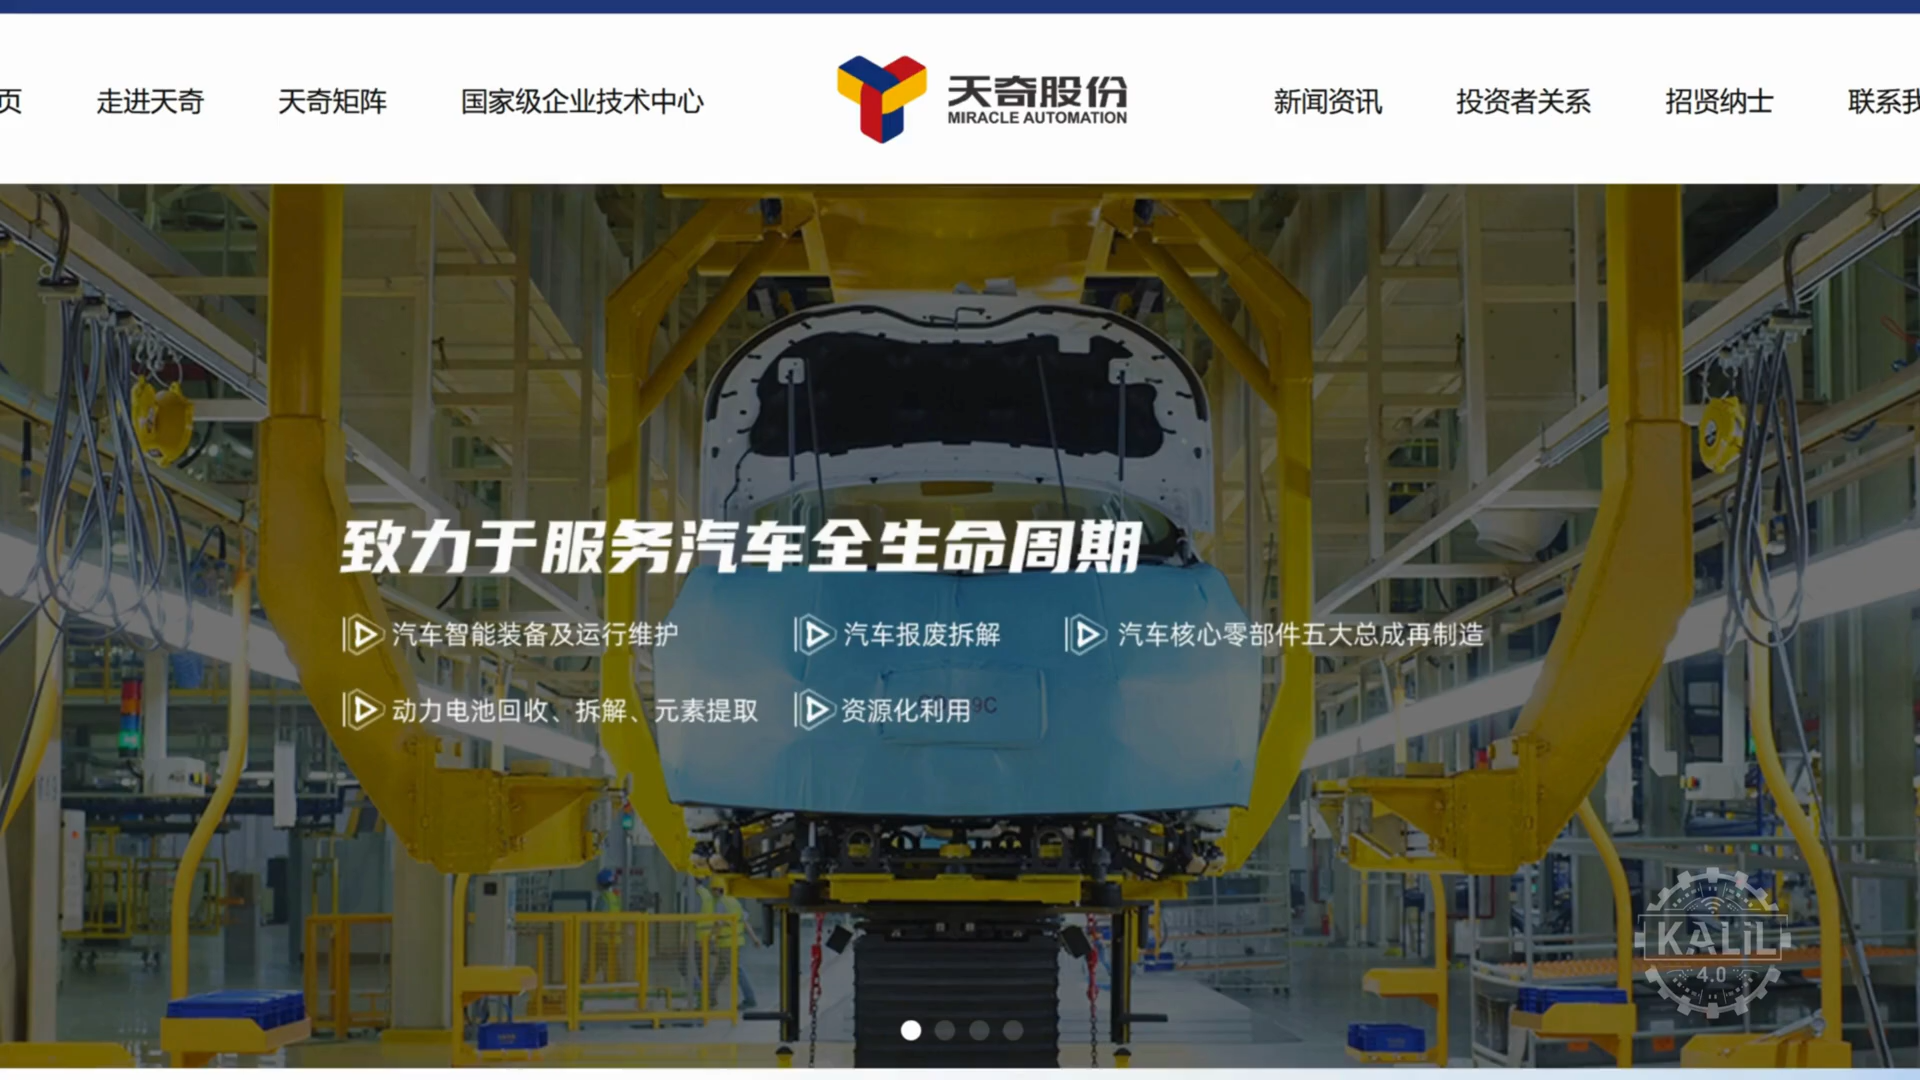 页 走进天奇 天奇矩阵 国家级企业技术中心 天奇股份 新闻资讯 投资者关系 招贤纳士 联系我
MIRACLE AUTOMATION
致力于服务汽车全生命周期
汽车智能装备及运行维护 汽车报废拆解 汽车核心零部件五大总成再制造
动力电池回收、拆解、元素提取 资源化利用
KALiL
4.0